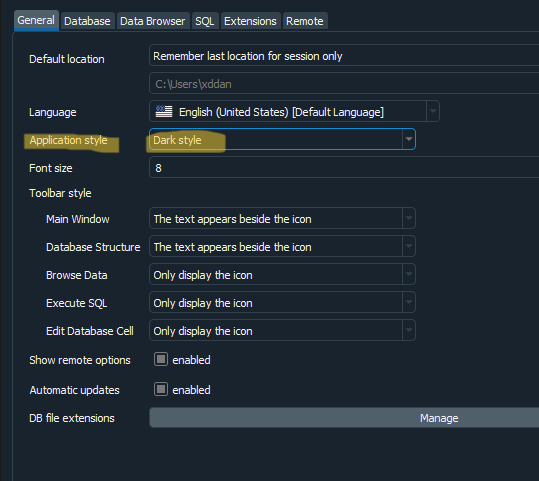 General Database Data Browser SQL Extensions Remote
Default location Remember last location for session only
C:\Users\xddan
Language English (United States) [Default Language]
Application style Dark style
Font size 8
Toolbar style
Main Window The text appears beside the icon
Database Structure The text appears beside the icon
Browse Data Only display the icon
Execute SQL Only display the icon
Edit Database Cell Only display the icon
Show remote options enabled
Automatic updates enabled
DB file extensions Manage